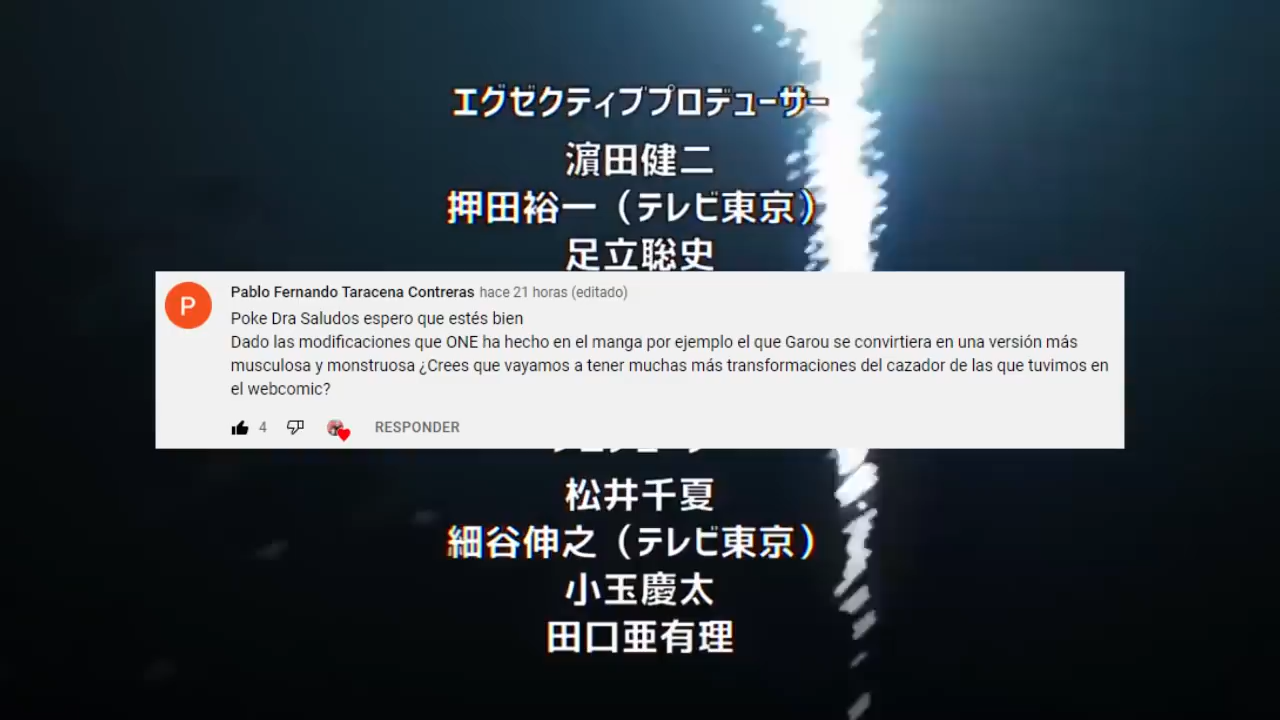 エグゼクティブプロデューサー
濵田健二
押田裕一（テレビ東京）
足立聡史
P
Pablo Fernando Taracena Contreras hace 21 horas (editado)
Poke Dra Saludos espero que estés bien
Dado las modificaciones que ONE ha hecho en el manga por ejemplo el que Garou se convirtiera en una versión más
musculosa y monstruosa ¿Crees que vayamos a tener muchas más transformaciones del cazador de las que tuvimos en
el webcomic?
4 RESPONDER
松井千夏
細谷伸之（テレビ東京）
小玉慶太
田口亜有理